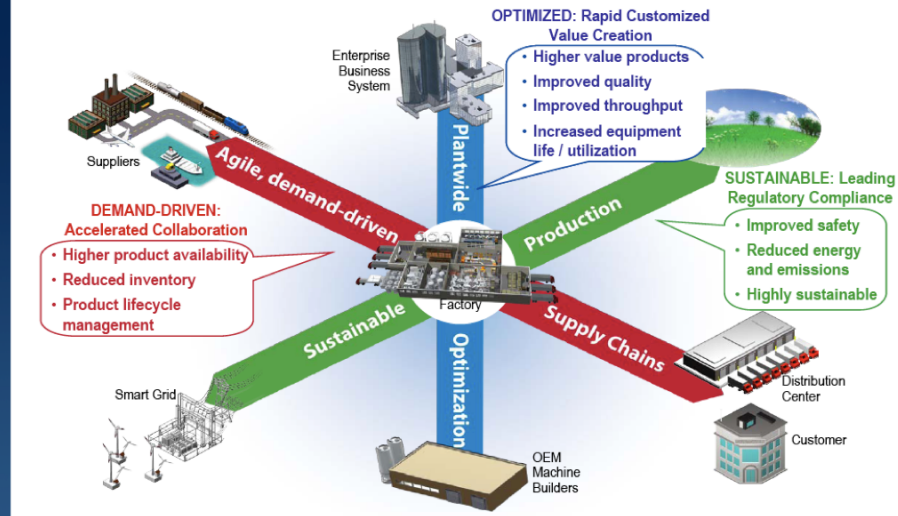 OPTIMIZED: Rapid Customized
Value Creation
• Higher value products
• Improved quality
• Improved throughput
• Increased equipment
life / utilization
Enterprise
Business
System
Suppliers
Agile, demand-driven
Plantwide
Production
SUSTAINABLE: Leading
Regulatory Compliance
• Improved safety
• Reduced energy
and emissions
• Highly sustainable
DEMAND-DRIVEN:
Accelerated Collaboration
• Higher product availability
• Reduced inventory
• Product lifecycle
management
Factory
Sustainable
Optimization
Supply Chains
Smart Grid
Distribution
Center
Customer
OEM
Machine
Builders